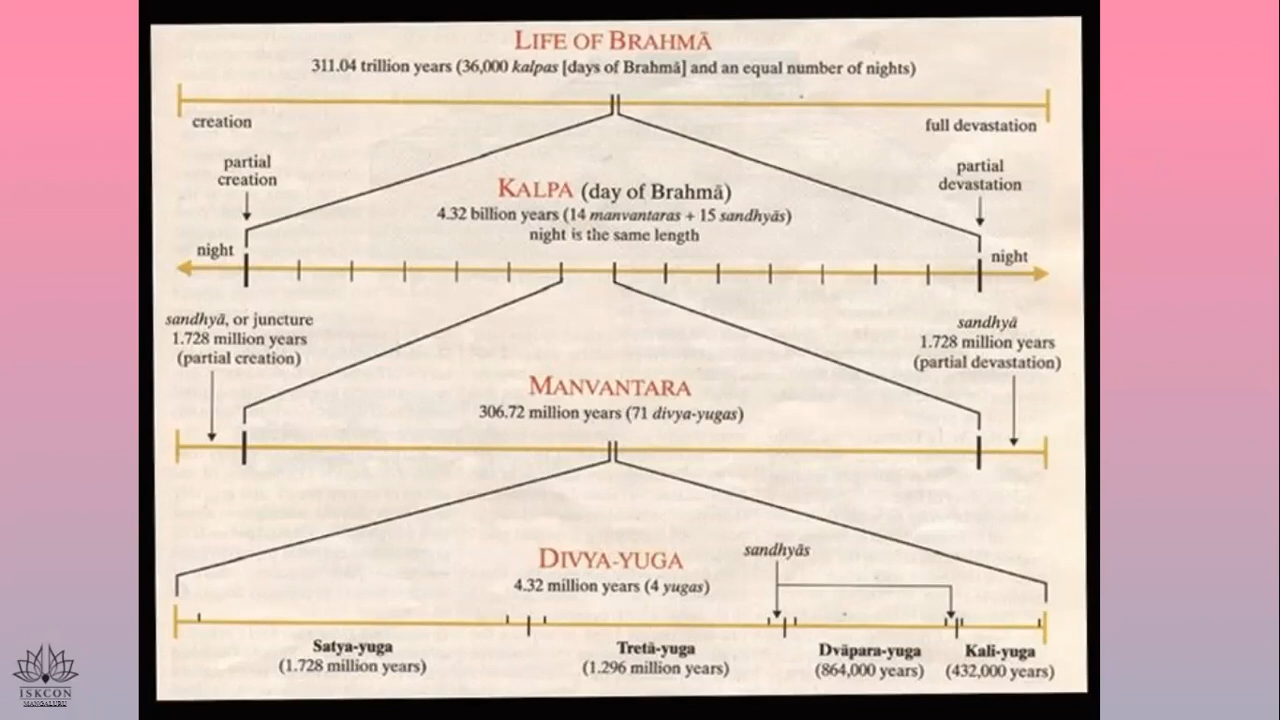 LIFE OF BRAHMĀ
311.04 trillion years (36,000 kalpas [days of Brahmā] and an equal number of nights)
creation
full devastation
partial
creation
partial
devastation
KALPA (day of Brahmā)
4.32 billion years (14 manvantaras + 15 sandhyās)
night is the same length
night
night
sandhyā, or juncture
1.728 million years
(partial creation)
sandhyā
1.728 million years
(partial devastation)
MANVANTARA
306.72 million years (71 divya-yugas)
DIVYA-YUGA
4.32 million years (4 yugas)
sandhyās
Satya-yuga
(1.728 million years)
Tretā-yuga
(1.296 million years)
Dvāpara-yuga
(864,000 years)
Kali-yuga
(432,000 years)
ISKCON
MANGALURU